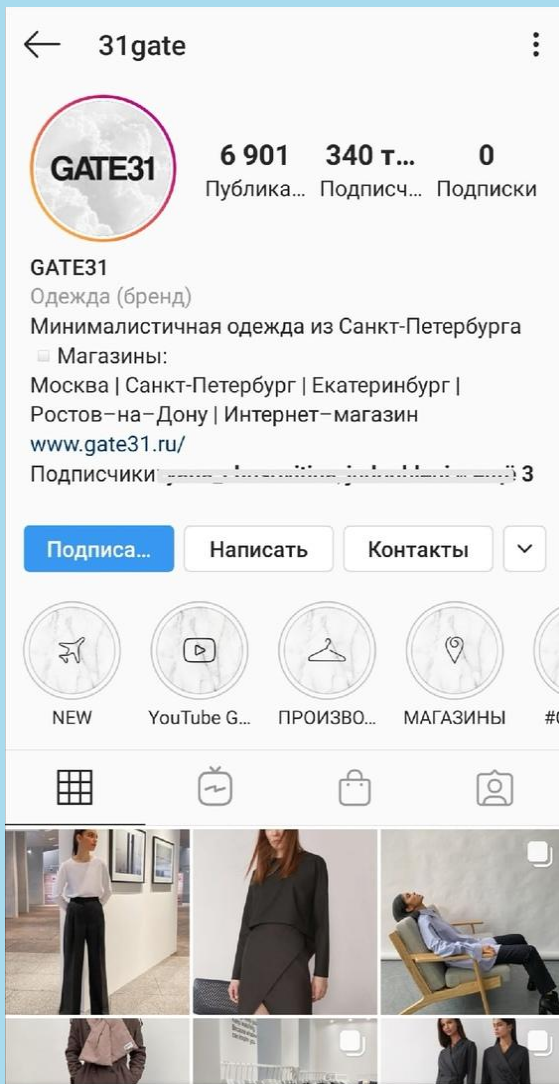 31gate
GATE31
6 901 340 т... 0
Публика... Подписч... Подписки
GATE31
Одежда (бренд)
Минималистичная одежда из Санкт-Петербурга
Магазины:
Москва | Санкт-Петербург | Екатеринбург |
Ростов-на-Дону | Интернет-магазин
www.gate31.ru/
Подписчики: 3
Подписа... Написать Контакты
NEW YouTube G... ПРОИЗВО... МАГАЗИНЫ